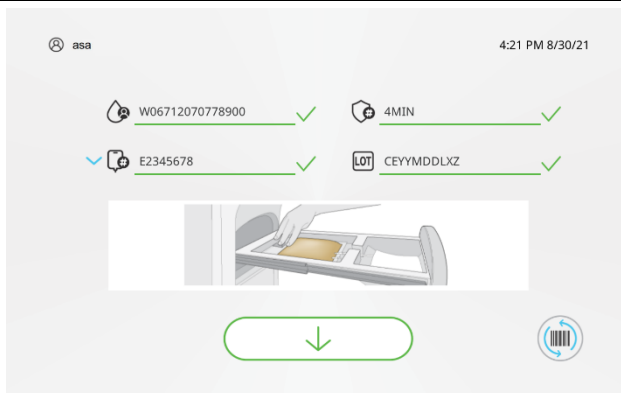 asa
4:21 PM 8/30/21
W06712070778900
4MIN
E2345678
LOT
CEYYMDDLXZ